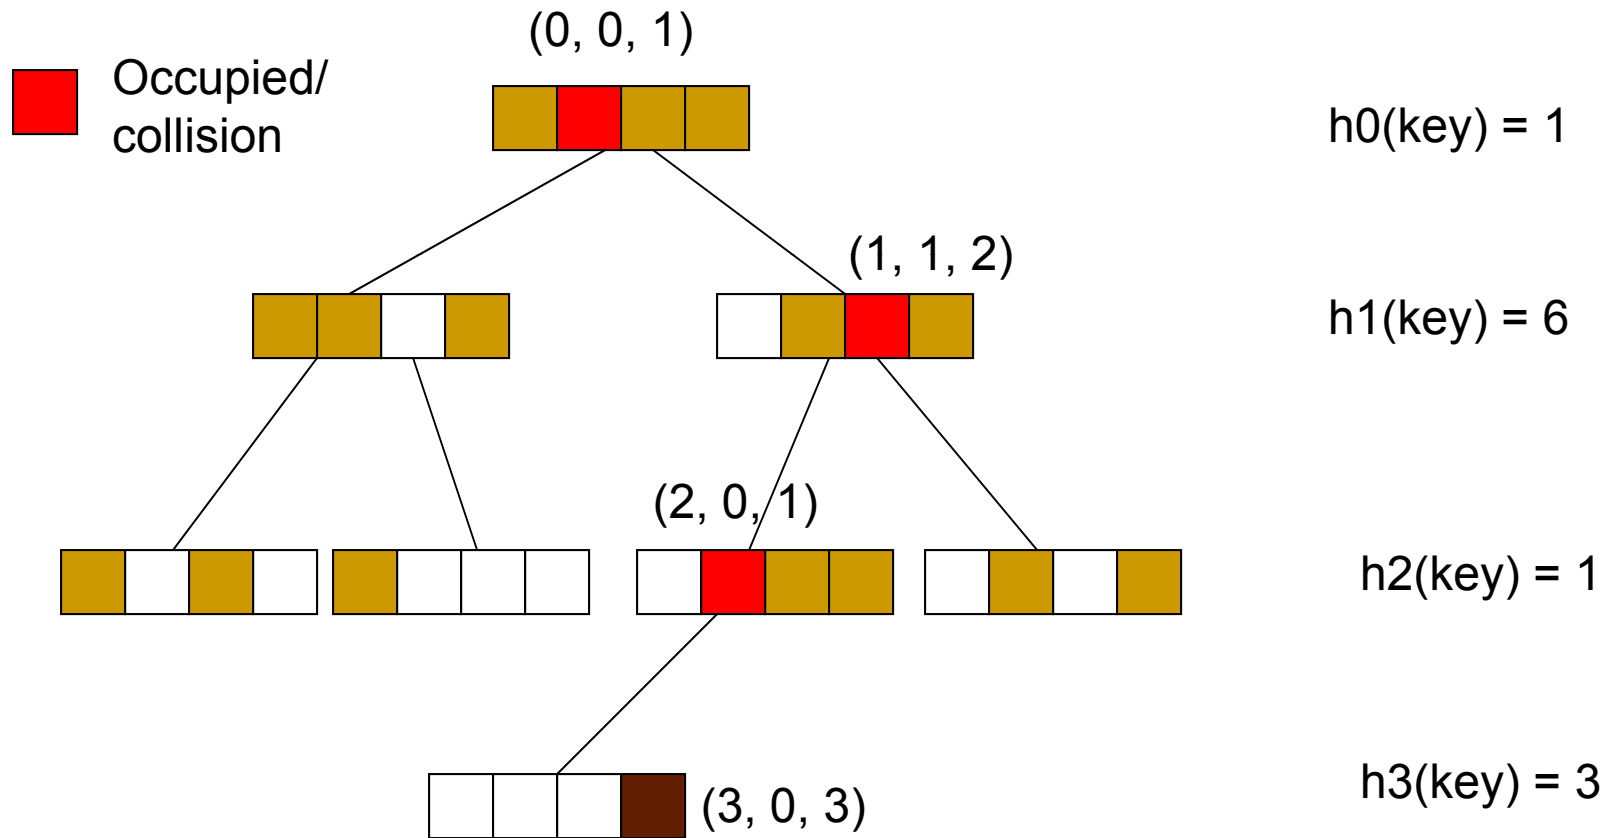 (0, 0, 1)
Occupied/
collision
h0(key) = 1
(1, 1, 2)
h1(key) = 6
(2, 0, 1)
h2(key) = 1
h3(key) = 3
(3, 0, 3)